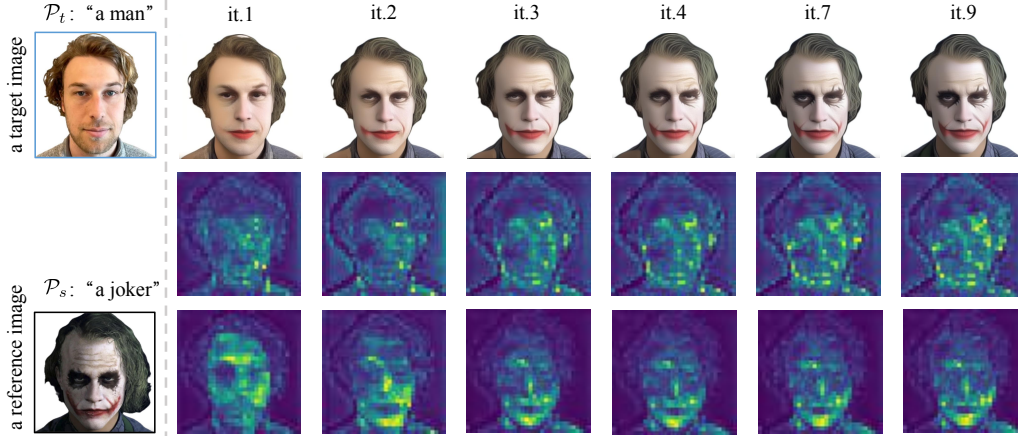 𝒫ₜ: “a man”
it.1
it.2
it.3
it.4
it.7
it.9
a target image
𝒫ₛ: “a joker”
a reference image